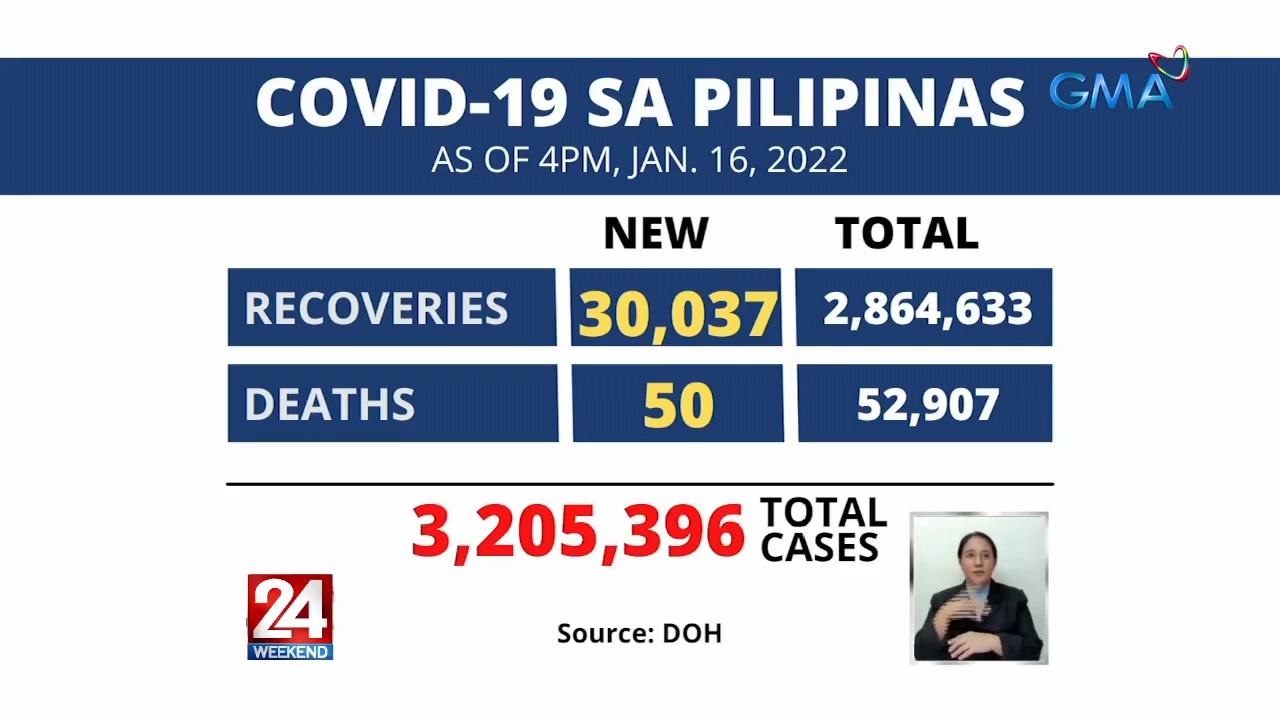 COVID-19 SA PILIPINAS
GMA
AS OF 4PM, JAN. 16, 2022
NEW TOTAL
RECOVERIES 30,037 2,864,633
DEATHS 50 52,907
3,205,396 TOTAL CASES
24
WEEKEND
Source: DOH